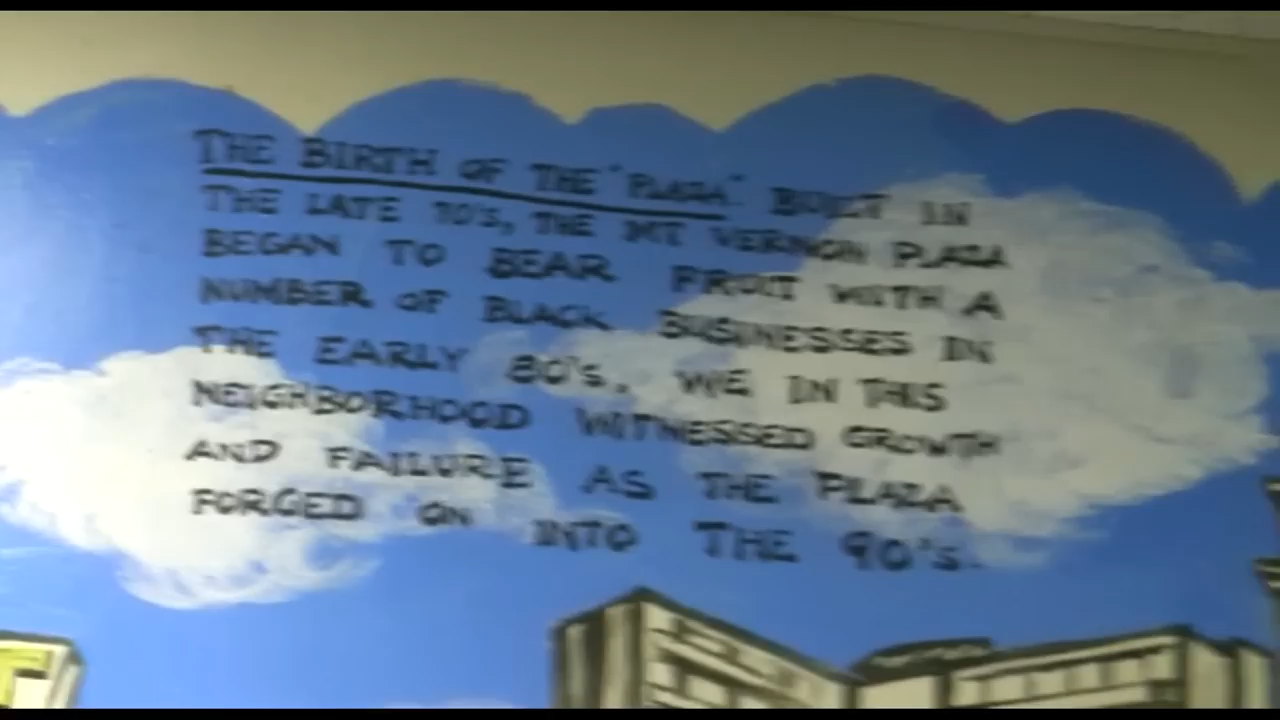 THE BIRTH OF THE "PLAZA" BUILT IN
THE LATE 70'S, THE MT VERNON PLAZA
BEGAN TO BEAR FRUIT WITH A
NUMBER OF BLACK BUSINESSES IN
THE EARLY 80'S. WE IN THIS
NEIGHBORHOOD WITNESSED GROWTH
AND FAILURE AS THE PLAZA
FORGED ON INTO THE 90'S.